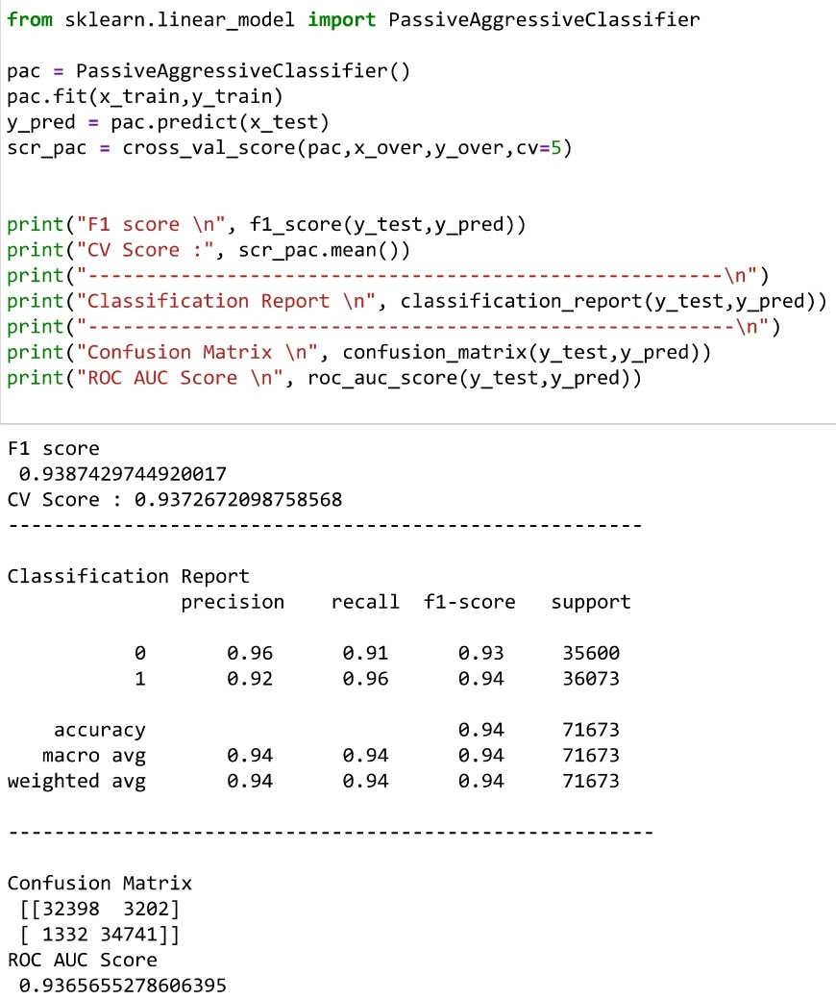 from sklearn.linear_model import PassiveAggressiveClassifier
pac = PassiveAggressiveClassifier()
pac.fit(x_train,y_train)
y_pred = pac.predict(x_test)
scr_pac = cross_val_score(pac,x_over,y_over,cv=5)
print("F1 score \n", f1_score(y_test,y_pred))
print("CV Score :", scr_pac.mean())
print("-------------------------------------------------------\n")
print("Classification Report \n", classification_report(y_test,y_pred))
print("--------------------------------------------------------\n")
print("Confusion Matrix \n", confusion_matrix(y_test,y_pred))
print("ROC AUC Score \n", roc_auc_score(y_test,y_pred))
F1 score
 0.9387429744920017
CV Score : 0.9372672098758568
-------------------------------------------------------
Classification Report
               precision    recall  f1-score   support
           0       0.96      0.91      0.93     35600
           1       0.92      0.96      0.94     36073
    accuracy                           0.94     71673
   macro avg       0.94      0.94      0.94     71673
weighted avg       0.94      0.94      0.94     71673
--------------------------------------------------------
Confusion Matrix
 [[32398  3202]
 [ 1332 34741]]
ROC AUC Score
 0.9365655278606395